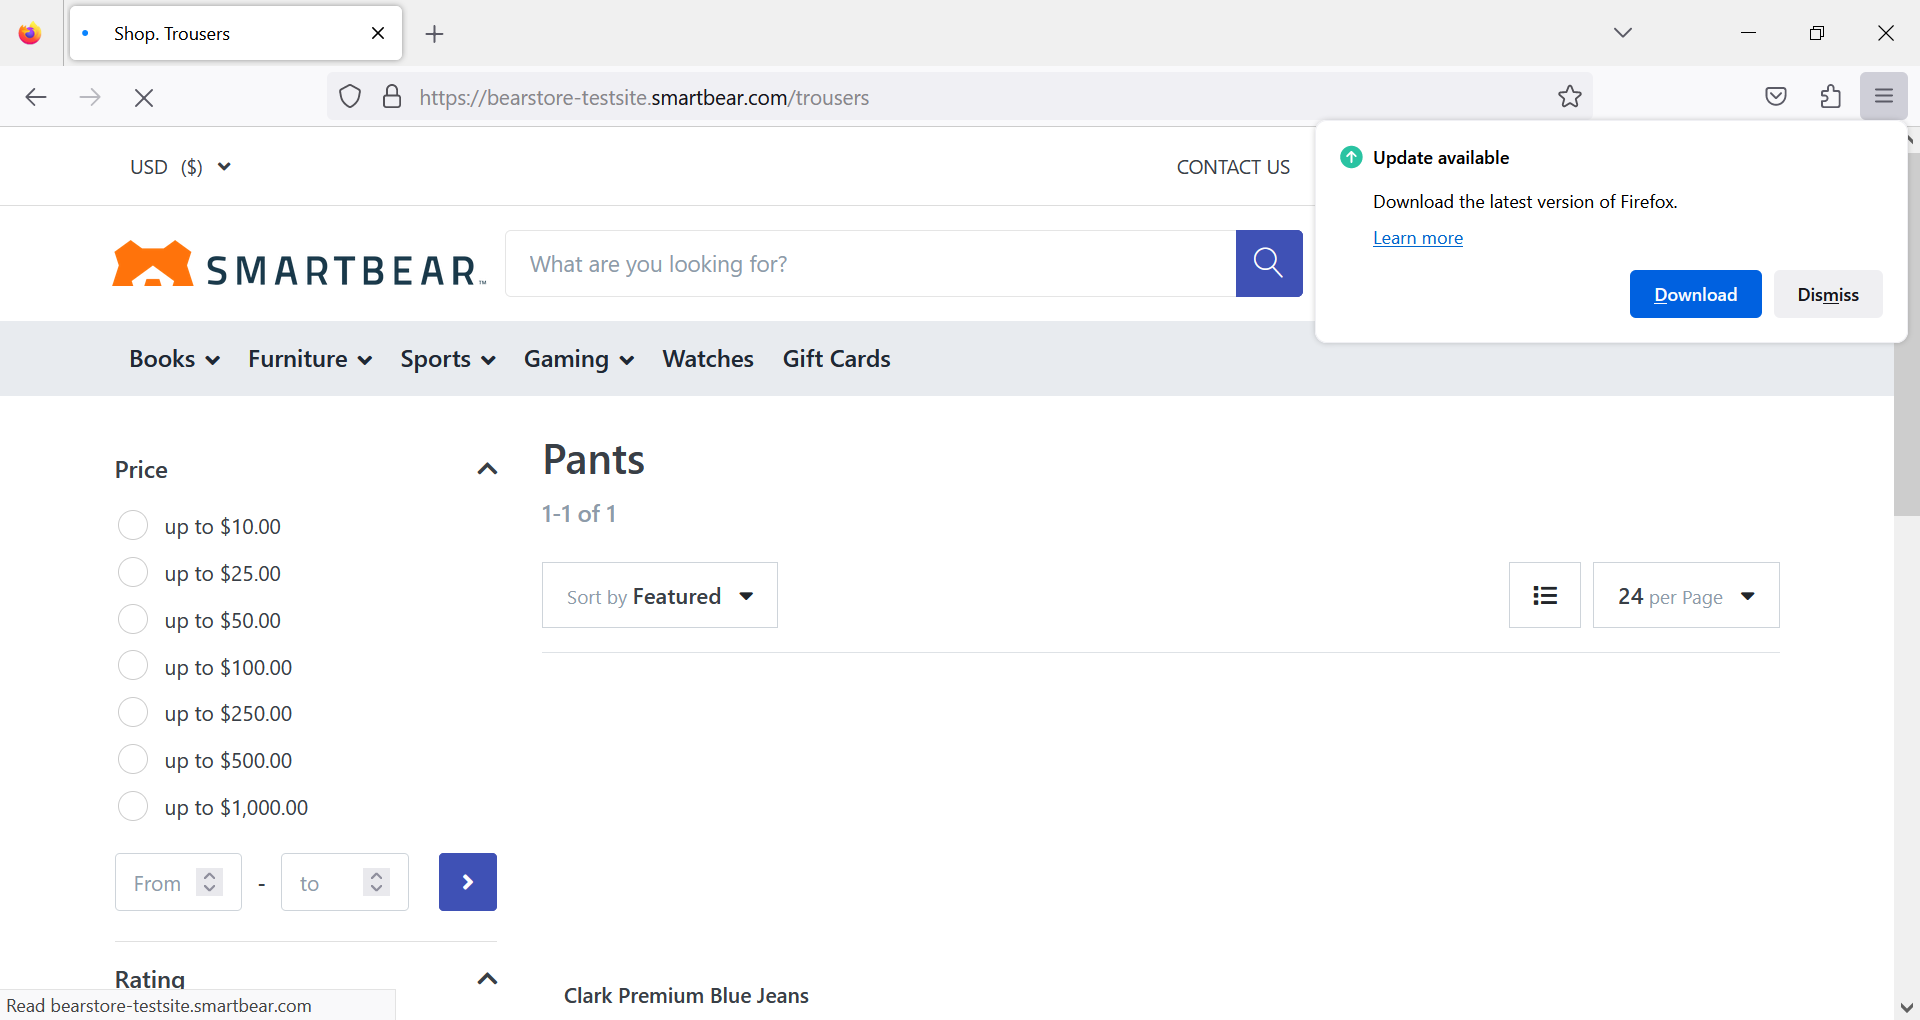 Shop. Trousers
https://bearstore-testsite.smartbear.com/trousers
Update available
Download the latest version of Firefox.
Learn more
Download
Dismiss
USD ($)
CONTACT US
SMARTBEAR™
What are you looking for?
Books
Furniture
Sports
Gaming
Watches
Gift Cards
Price
up to $10.00
up to $25.00
up to $50.00
up to $100.00
up to $250.00
up to $500.00
up to $1,000.00
From - to
Rating
Pants
1-1 of 1
Sort by Featured
24 per Page
Clark Premium Blue Jeans
Read bearstore-testsite.smartbear.com